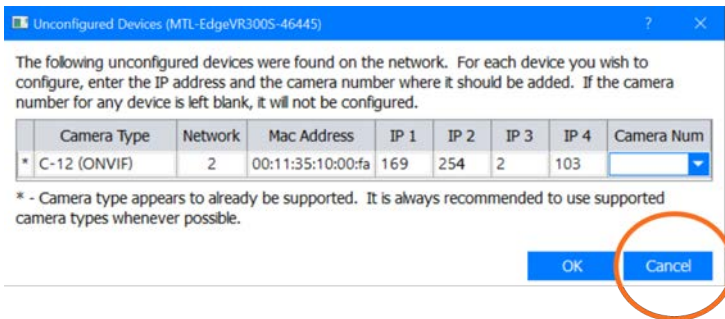 Unconfigured Devices (MTL-EdgeVR300S-46445) ?
The following unconfigured devices were found on the network. For each device you wish to
configure, enter the IP address and the camera number where it should be added. If the camera
number for any device is left blank, it will not be configured.
Camera Type Network Mac Address IP 1 IP 2 IP 3 IP 4 Camera Num
* C-12 (ONVIF) 2 00:11:35:10:00:fa 169 254 2 103
* - Camera type appears to already be supported. It is always recommended to use supported
camera types whenever possible.
OK Cancel